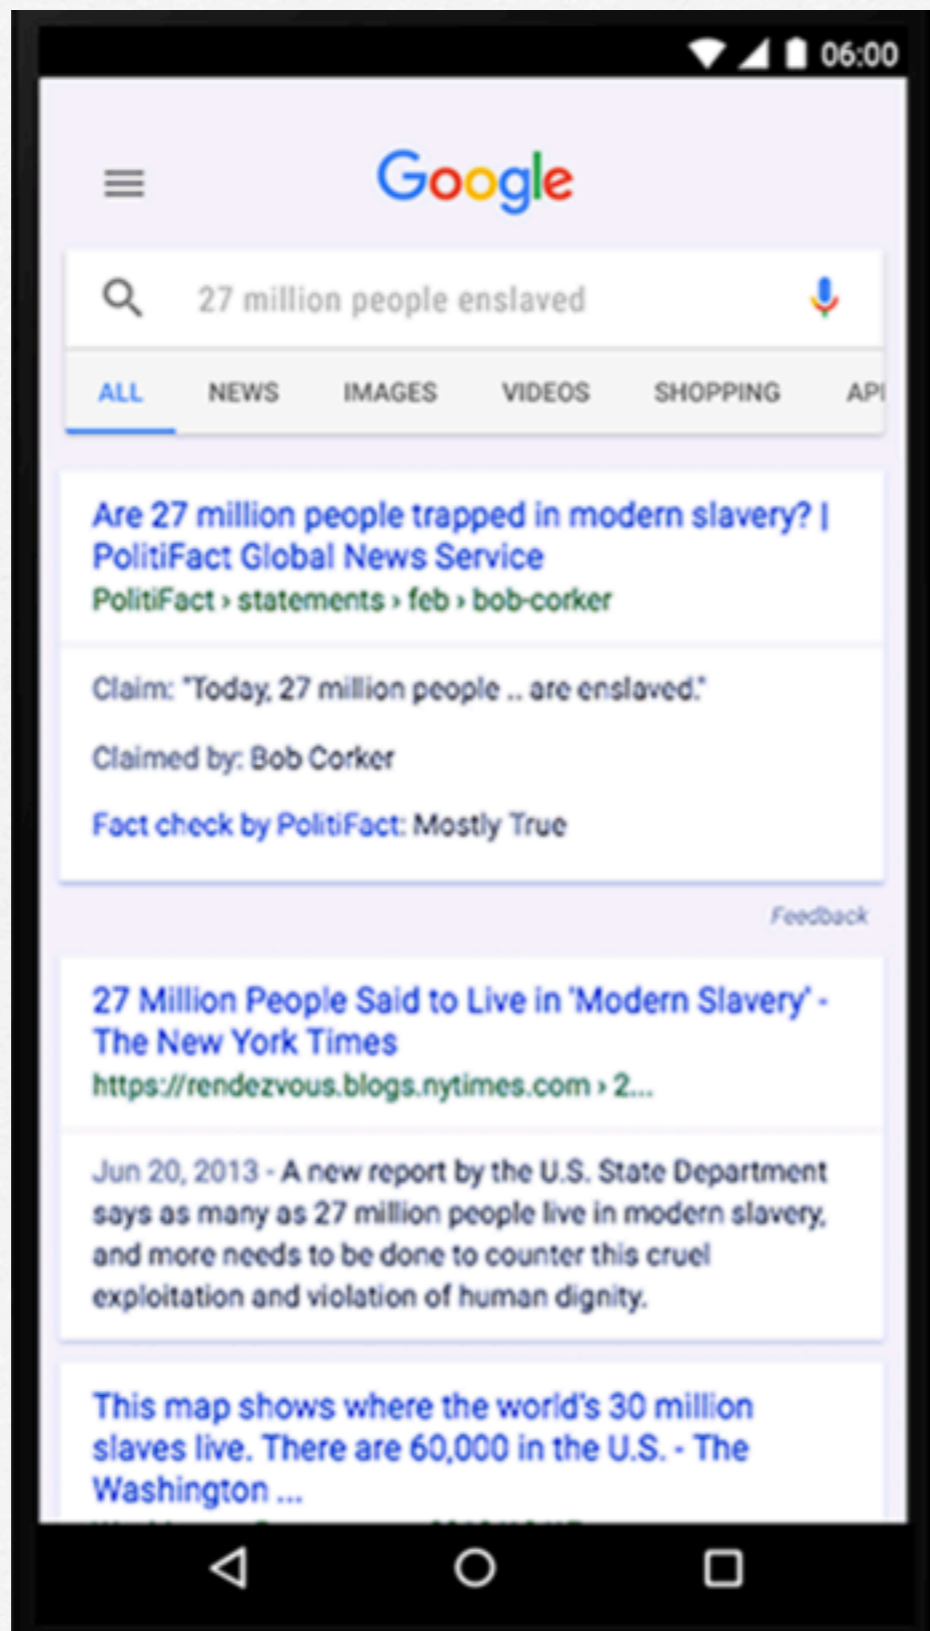 06:00
Google
27 million people enslaved
ALL NEWS IMAGES VIDEOS SHOPPING
Are 27 million people trapped in modern slavery? |
PolitiFact Global News Service
PolitiFact › statements › feb › bob-corker
Claim: "Today, 27 million people .. are enslaved."
Claimed by: Bob Corker
Fact check by PolitiFact: Mostly True
Feedback
27 Million People Said to Live in 'Modern Slavery' -
The New York Times
https://rendezvous.blogs.nytimes.com › 2...
Jun 20, 2013 - A new report by the U.S. State Department
says as many as 27 million people live in modern slavery,
and more needs to be done to counter this cruel
exploitation and violation of human dignity.
This map shows where the world's 30 million
slaves live. There are 60,000 in the U.S. - The
Washington ...